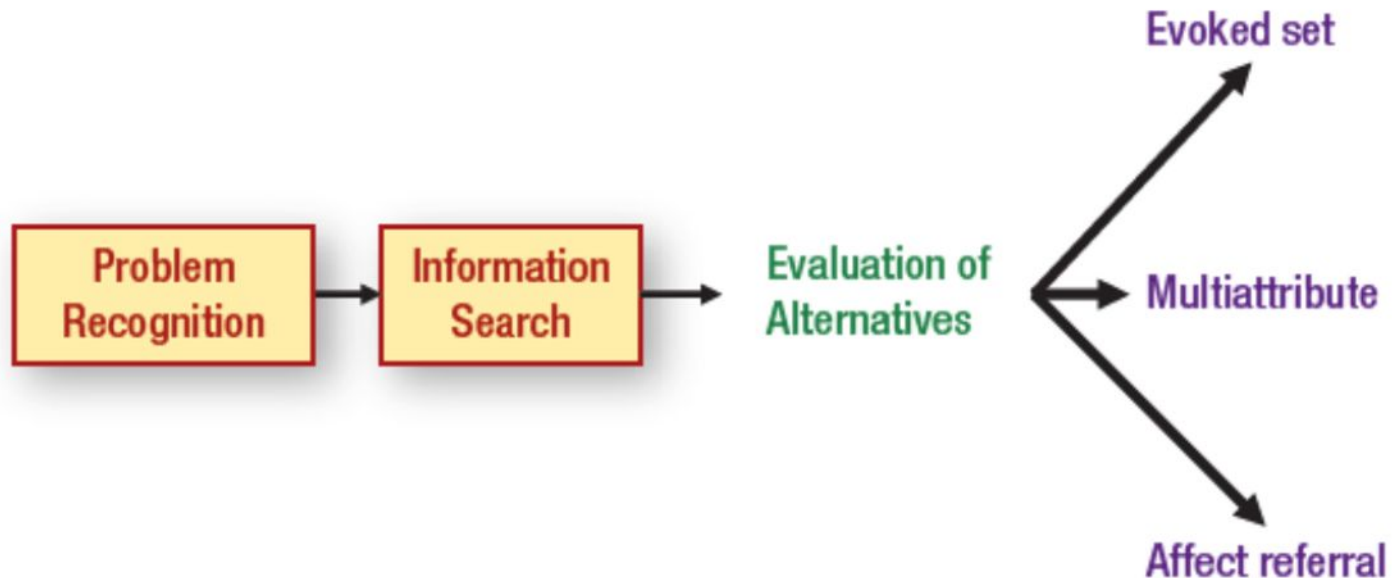 Evoked set
Problem
Recognition
Information
Search
Evaluation of
Alternatives
Multiattribute
Affect referral